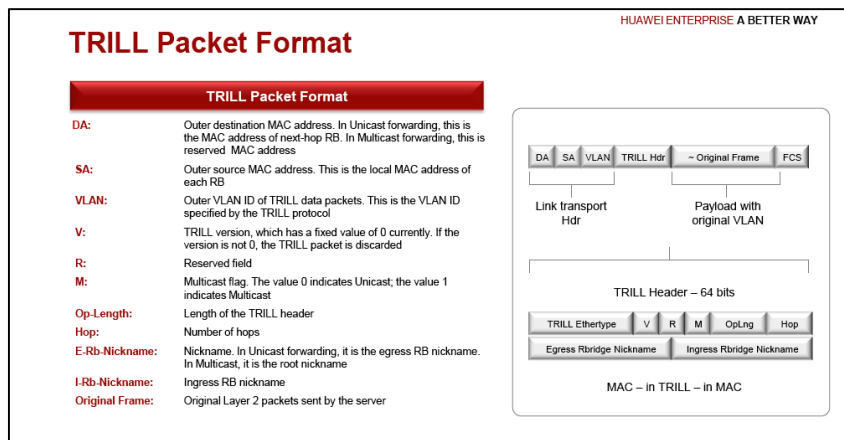 HUAWEI ENTERPRISE A BETTER WAY
TRILL Packet Format
TRILL Packet Format
DA: Outer destination MAC address. In Unicast forwarding, this is
the MAC address of next-hop RB. In Multicast forwarding, this is
reserved MAC address
SA: Outer source MAC address. This is the local MAC address of
each RB
VLAN: Outer VLAN ID of TRILL data packets. This is the VLAN ID
specified by the TRILL protocol
V: TRILL version, which has a fixed value of 0 currently. If the
version is not 0, the TRILL packet is discarded
R: Reserved field
M: Multicast flag. The value 0 indicates Unicast; the value 1
indicates Multicast
Op-Length: Length of the TRILL header
Hop: Number of hops
E-Rb-Nickname: Nickname. In Unicast forwarding, it is the egress RB nickname.
In Multicast, it is the root nickname
I-Rb-Nickname: Ingress RB nickname
Original Frame: Original Layer 2 packets sent by the server
DA SA VLAN TRILL Hdr ~ Original Frame FCS
Link transport
Hdr
Payload with
original VLAN
TRILL Header – 64 bits
TRILL Ethertype V R M OpLng Hop
Egress Rbridge Nickname Ingress Rbridge Nickname
MAC – in TRILL – in MAC